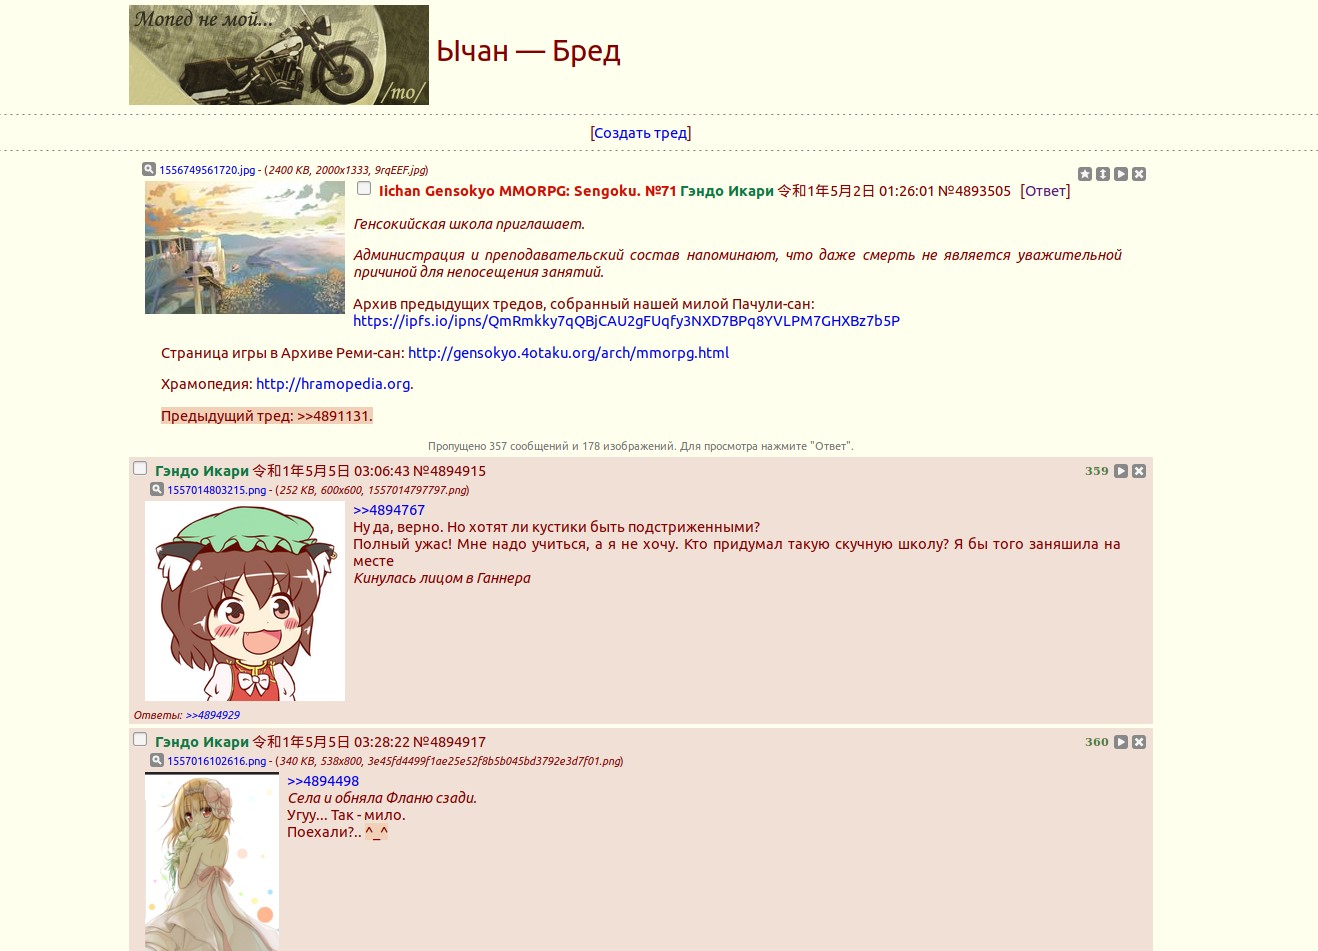 Мопед не мой...
/mo/
Ычан — Бред
[Создать тред]
1556749561720.jpg - (2400 KB, 2000x1333, 9rqEEF.jpg)
Iichan Gensokyo MMORPG: Sengoku. №71 Гэндо Икари 令和1年5月2日 01:26:01 №4893505 [Ответ]
Генсокийская школа приглашает.
Администрация и преподавательский состав напоминают, что даже смерть не является уважительной
причиной для непосещения занятий.
Архив предыдущих тредов, собранный нашей милой Пачули-сан:
https://ipfs.io/ipns/QmRmkky7qQBjCAU2gFUqfy3NXD7BPq8YVLPM7GHXBz7b5P
Страница игры в Архиве Реми-сан: http://gensokyo.4otaku.org/arch/mmorpg.html
Храмопедия: http://hramopedia.org.
Предыдущий тред: >>4891131.
Пропущено 357 сообщений и 178 изображений. Для просмотра нажмите "Ответ".
Гэндо Икари 令和1年5月5日 03:06:43 №4894915
359
1557014803215.png - (252 KB, 600x600, 1557014797797.png)
>>4894767
Ну да, верно. Но хотят ли кустики быть подстриженными?
Полный ужас! Мне надо учиться, а я не хочу. Кто придумал такую скучную школу? Я бы того заняшила на
месте
Кинулась лицом в Ганнера
Ответы: >>4894929
Гэндо Икари 令和1年5月5日 03:28:22 №4894917
360
1557016102616.png - (340 KB, 538x800, 3e45fd4499f1ae25e52f8b5b045bd3792e3d7f01.png)
>>4894498
Села и обняла Фланю сзади.
Угуу... Так - мило.
Поехали?.. ^_^